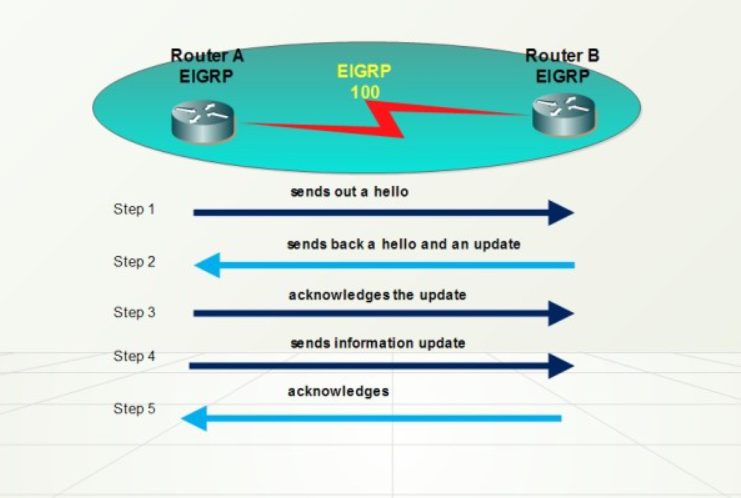 Router A
EIGRP
EIGRP
100
Router B
EIGRP
sends out a hello
Step 1
sends back a hello and an update
Step 2
acknowledges the update
Step 3
sends information update
Step 4
acknowledges
Step 5